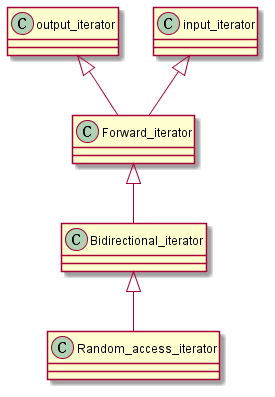 C output_iterator
C input_iterator
C Forward_iterator
C Bidirectional_iterator
C Random_access_iterator